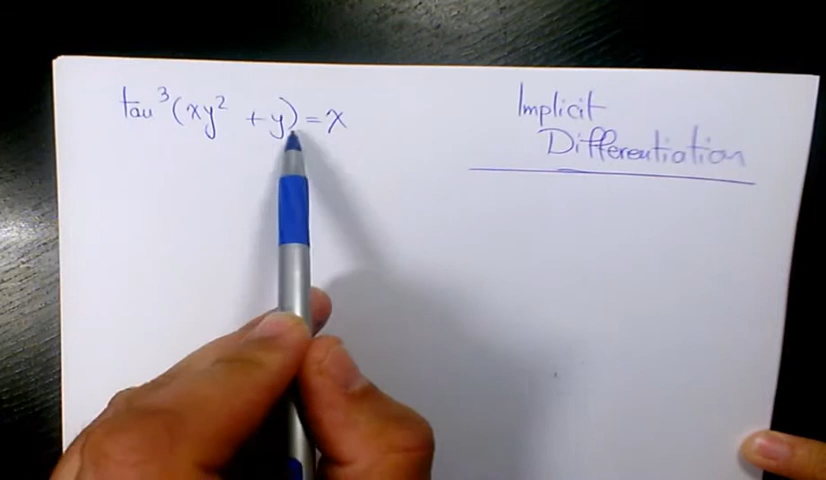 tan³(xy² + y) = x
Implicit
Differentiation